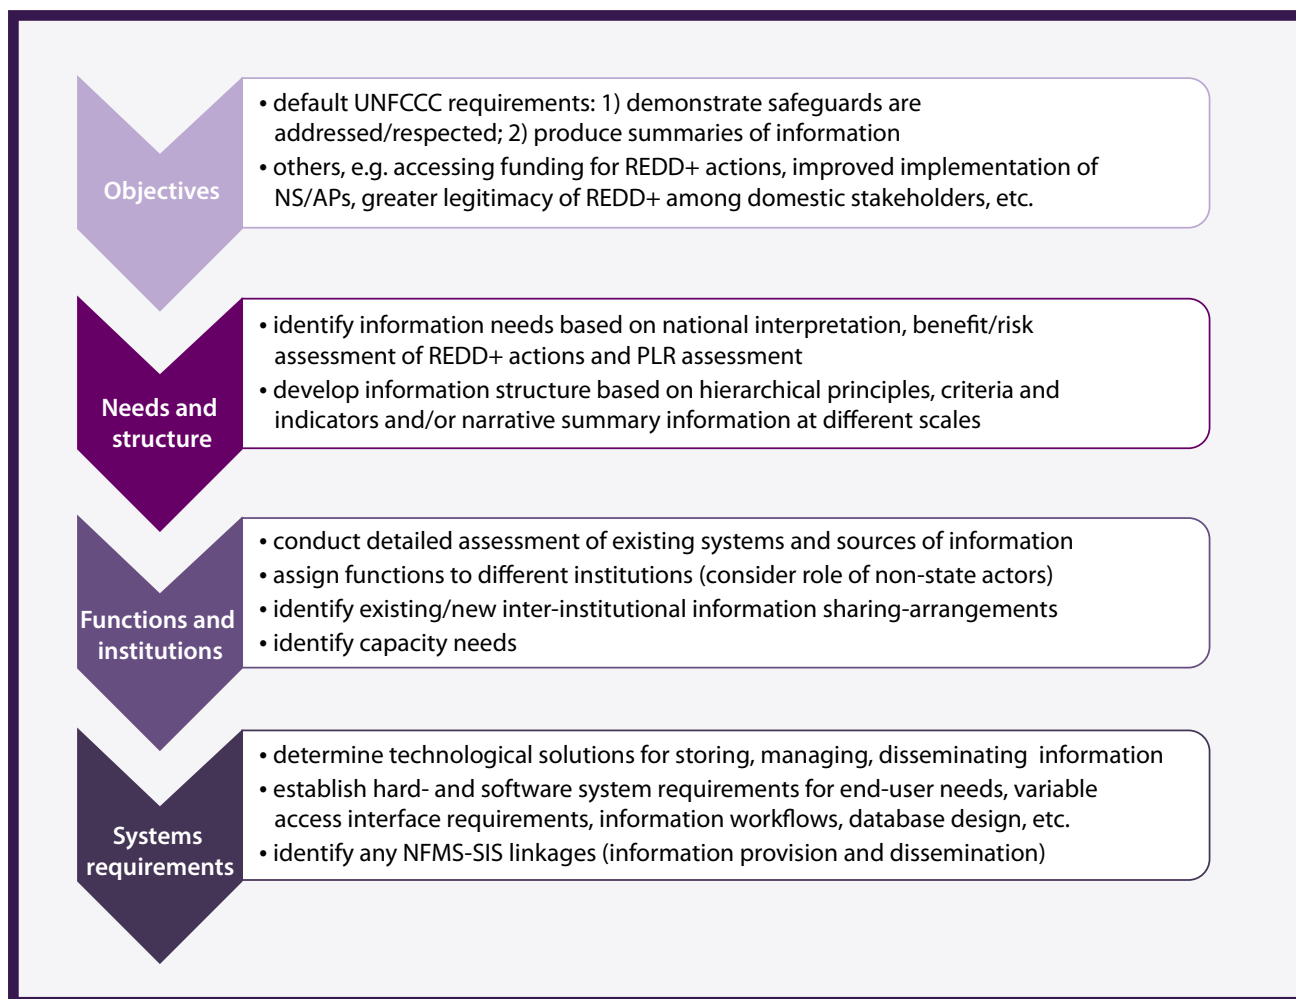 Objectives
• default UNFCCC requirements: 1) demonstrate safeguards are
addressed/respected; 2) produce summaries of information
• others, e.g. accessing funding for REDD+ actions, improved implementation of
NS/APs, greater legitimacy of REDD+ among domestic stakeholders, etc.
Needs and
structure
• identify information needs based on national interpretation, benefit/risk
assessment of REDD+ actions and PLR assessment
• develop information structure based on hierarchical principles, criteria and
indicators and/or narrative summary information at different scales
Functions and
institutions
• conduct detailed assessment of existing systems and sources of information
• assign functions to different institutions (consider role of non-state actors)
• identify existing/new inter-institutional information sharing-arrangements
• identify capacity needs
Systems
requirements
• determine technological solutions for storing, managing, disseminating  information
• establish hard- and software system requirements for end-user needs, variable
access interface requirements, information workflows, database design, etc.
• identify any NFMS-SIS linkages (information provision and dissemination)